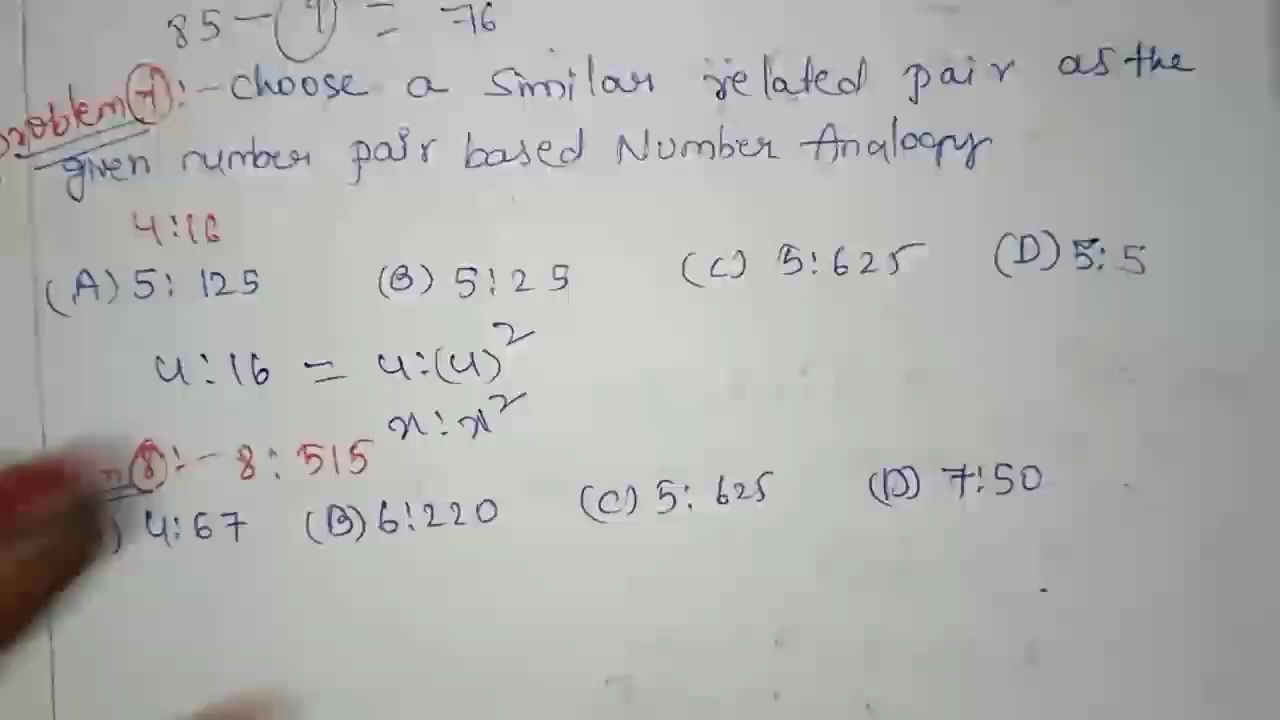 85 - 9 = 76
Problem (7):- choose a similar related pair as the
given number pair based Number Analogy
4:16
(A) 5: 125 (B) 5:25 (C) 5:625 (D) 5:5
4:16 = 4:(4)²
x:x²
(8):- 8: 515
4:67 (B) 6:220 (C) 5: 625 (D) 7:50